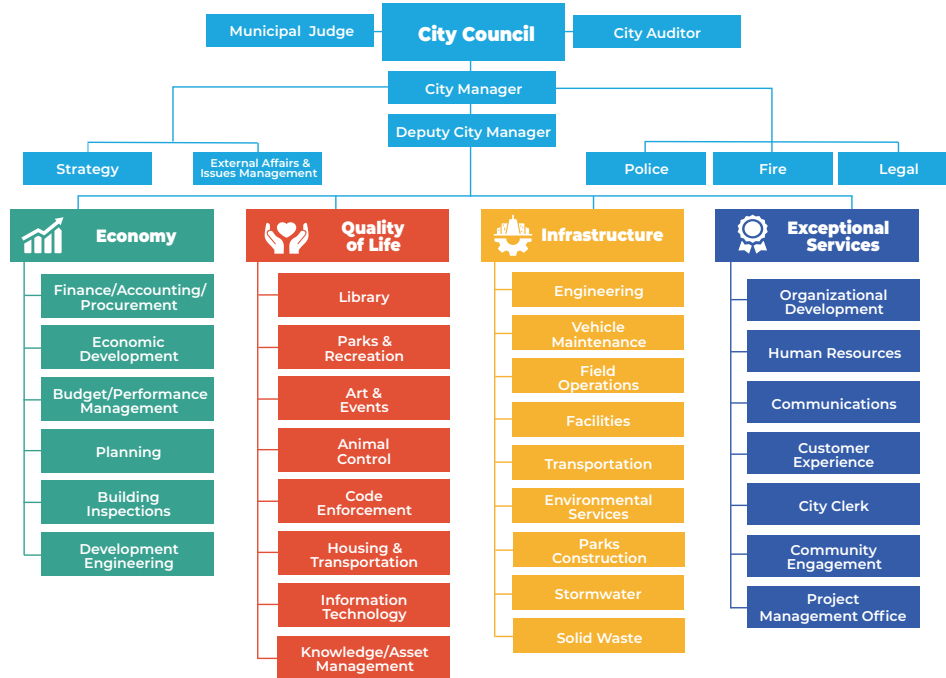 Municipal Judge
City Council
City Auditor
City Manager
Deputy City Manager
Strategy
External Affairs &
Issues Management
Police
Fire
Legal
Economy
Finance/Accounting/
Procurement
Economic
Development
Budget/Performance
Management
Planning
Building
Inspections
Development
Engineering
Quality
of Life
Library
Parks &
Recreation
Art &
Events
Animal
Control
Code
Enforcement
Housing &
Transportation
Information
Technology
Knowledge/Asset
Management
Infrastructure
Engineering
Vehicle
Maintenance
Field
Operations
Facilities
Transportation
Environmental
Services
Parks
Construction
Stormwater
Solid Waste
Exceptional
Services
Organizational
Development
Human Resources
Communications
Customer
Experience
City Clerk
Community
Engagement
Project
Management Office